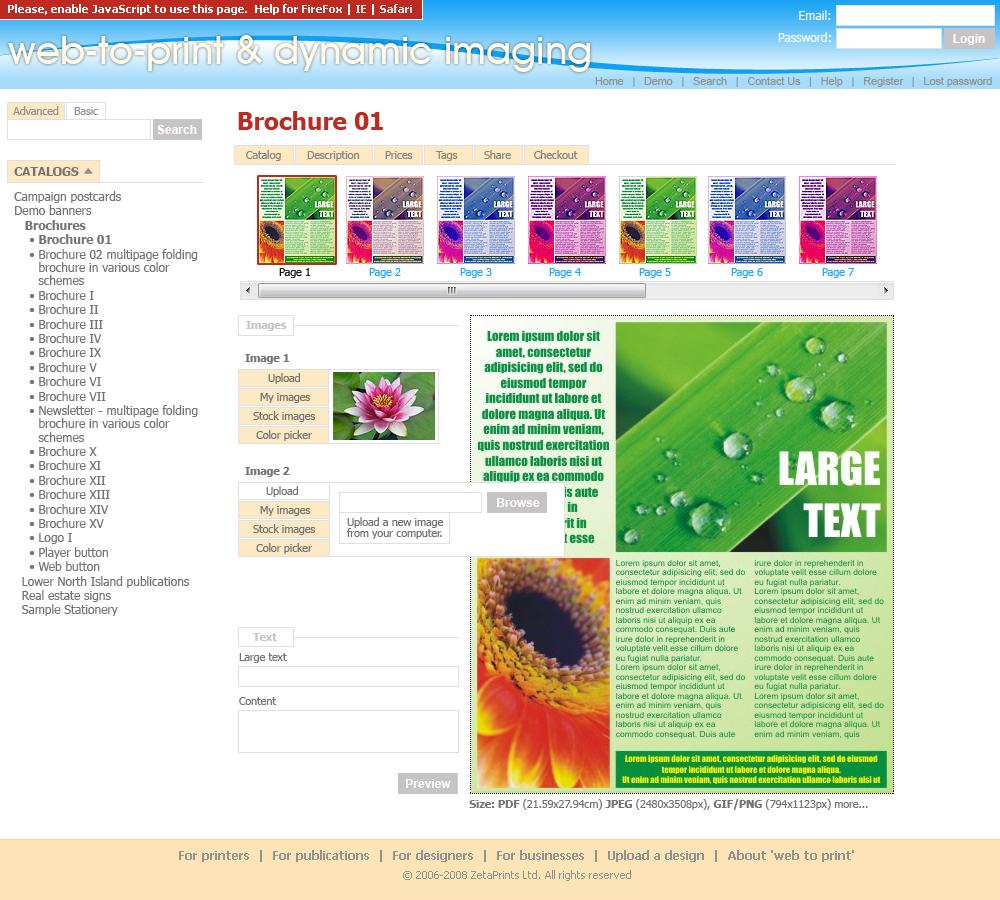 Please, enable JavaScript to use this page. Help for FireFox | IE | Safari
Email:
Password:
Login
web-to-print & dynamic imaging
Home | Demo | Search | Contact Us | Help | Register | Lost password
Advanced Basic
Search
CATALOGS
Campaign postcards
Demo banners
Brochures
• Brochure 01
• Brochure 02 multipage folding
brochure in various color
schemes
• Brochure I
• Brochure II
• Brochure III
• Brochure IV
• Brochure IX
• Brochure V
• Brochure VI
• Brochure VII
• Newsletter - multipage folding
brochure in various color
schemes
• Brochure X
• Brochure XI
• Brochure XII
• Brochure XIII
• Brochure XIV
• Brochure XV
• Logo I
• Player button
• Web button
Lower North Island publications
Real estate signs
Sample Stationery
Brochure 01
Catalog Description Prices Tags Share Checkout
LARGE TEXT
LARGE TEXT
LARGE TEXT
LARGE TEXT
LARGE TEXT
LARGE TEXT
LARGE TEXT
Page 1 Page 2 Page 3 Page 4 Page 5 Page 6 Page 7
Images
Image 1
Upload
My images
Stock images
Color picker
Image 2
Upload
My images
Stock images
Color picker
Browse
Upload a new image
from your computer.
Text
Large text
Content
Preview
Lorem ipsum dolor sit
amet, consectetur
adipisicing elit, sed do
eiusmod tempor
incididunt ut labore et
dolore magna aliqua. Ut
enim ad minim veniam,
quis nostrud exercitation
ullamco laboris nisi ut
aliquip ex ea commodo
s aute
in
rit in
t esse
LARGE
TEXT
Lorem ipsum dolor sit amet,
consectetur adipisicing elit, sed do
eiusmod tempor incididunt ut
labore et dolore magna aliqua. Ut
enim ad minim veniam, quis
nostrud exercitation ullamco
laboris nisi ut aliquip ex ea
commodo consequat. Duis aute
irure dolor in reprehenderit in
voluptate velit esse cillum dolore
eu fugiat nulla pariatur.
Lorem ipsum dolor sit amet,
consectetur adipisicing elit, sed do
eiusmod tempor incididunt ut
labore et dolore magna aliqua. Ut
enim ad minim veniam, quis
nostrud exercitation ullamco
laboris nisi ut aliquip ex ea
commodo consequat. Duis aute
irure dolor in reprehenderit in
voluptate velit esse cillum dolore
eu fugiat nulla pariatur.
Lorem ipsum dolor sit amet,
consectetur adipisicing elit, sed do
eiusmod tempor incididunt ut
labore et dolore magna aliqua. Ut
enim ad minim veniam, quis
nostrud exercitation ullamco
laboris nisi ut aliquip ex ea
commodo consequat. Duis aute
irure dolor in reprehenderit in
voluptate velit esse cillum dolore
eu fugiat nulla pariatur.
Lorem ipsum dolor sit amet,
consectetur adipisicing elit, sed do
eiusmod tempor incididunt ut
labore et dolore magna aliqua. Ut
enim ad minim veniam, quis
Lorem ipsum dolor sit amet, consectetur adipisicing elit, sed do eiusmod
tempor incididunt ut labore et dolore magna aliqua.
Ut enim ad minim veniam, quis nostrud exercitation ullamco laboris nisi ut
Size: PDF (21.59x27.94cm) JPEG (2480x3508px), GIF/PNG (794x1123px) more...
For printers | For publications | For designers | For businesses | Upload a design | About 'web to print'
© 2006-2008 ZetaPrints Ltd. All rights reserved